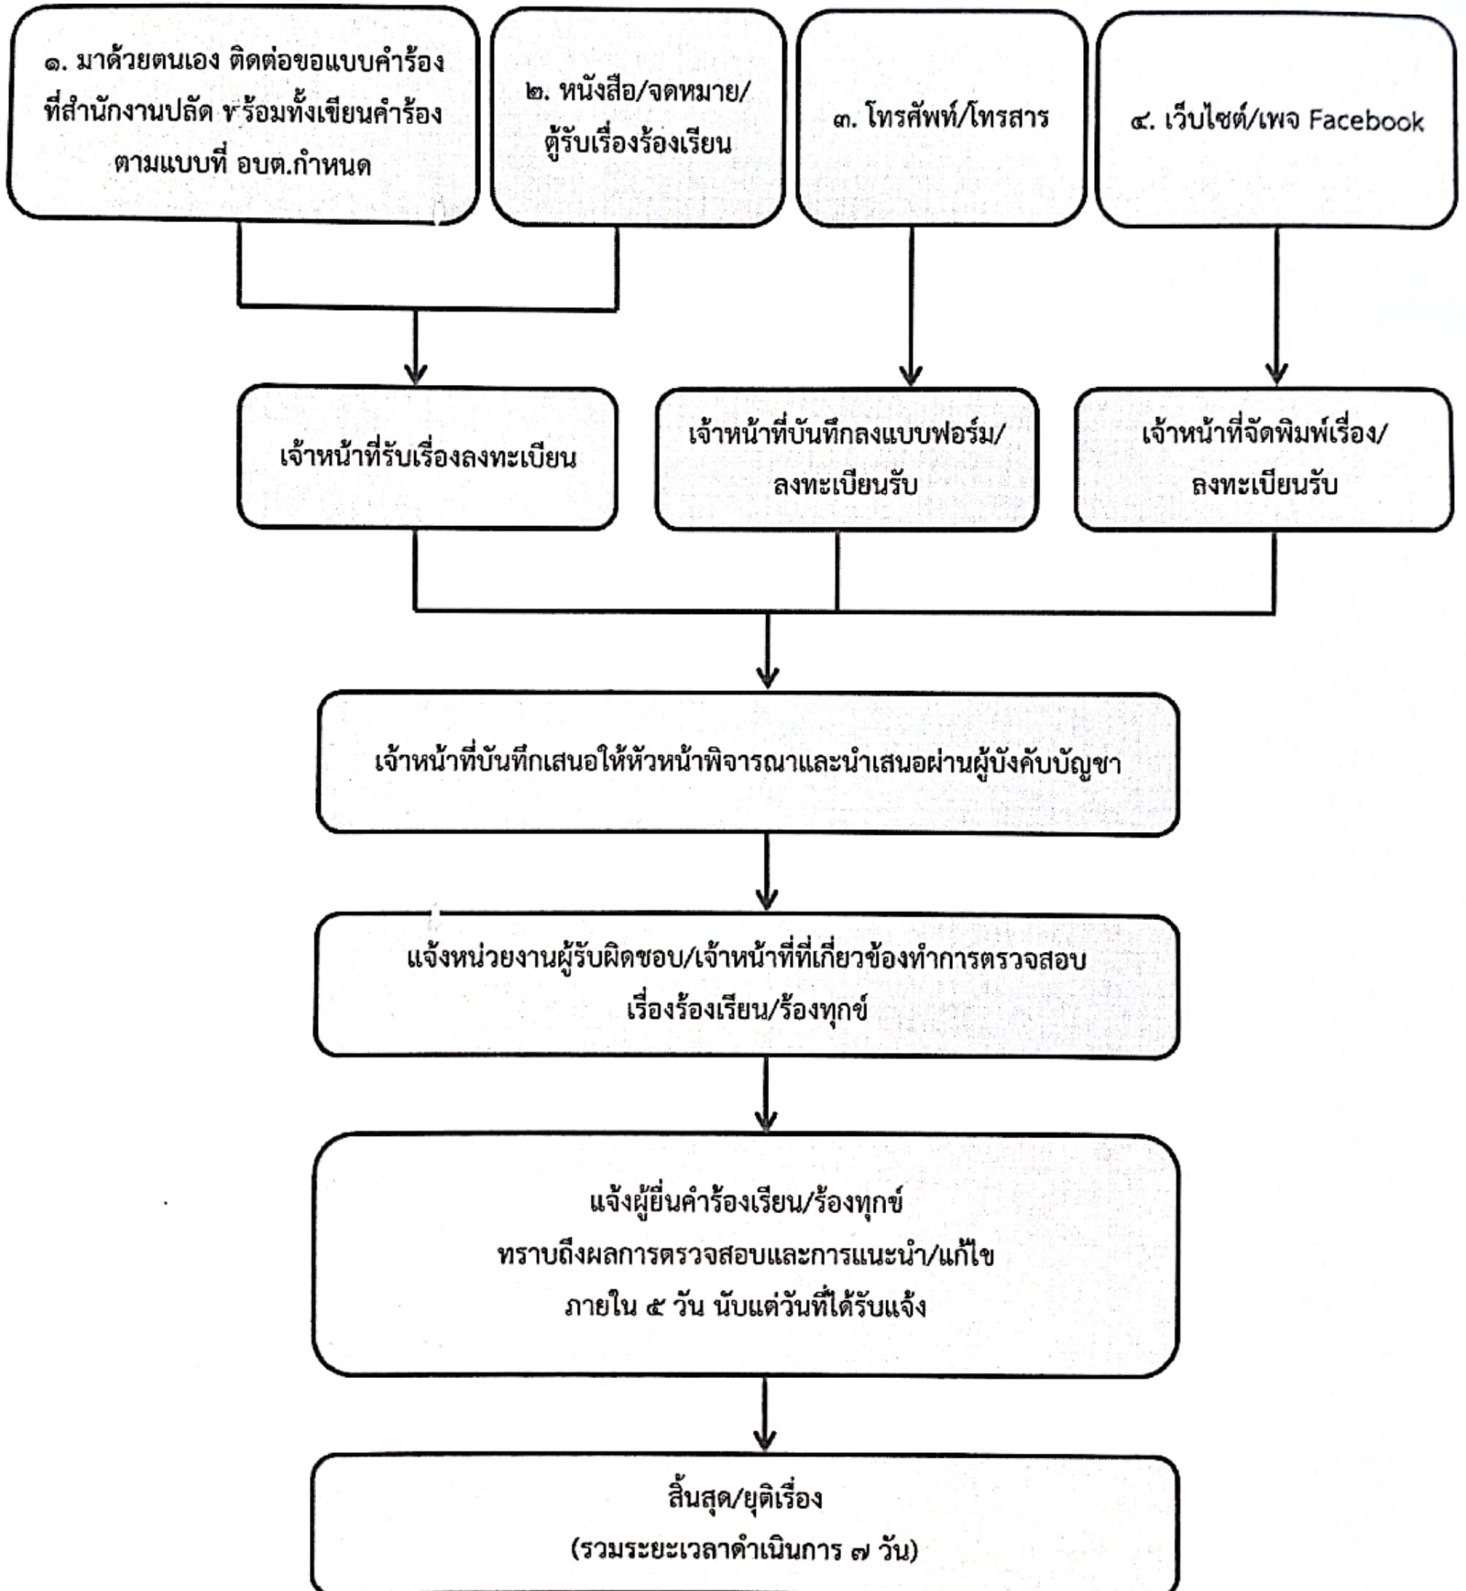 ๑. มาด้วยตนเอง ติดต่อขอแบบคำร้อง
ที่สำนักงานปลัด พร้อมทั้งเขียนคำร้อง
ตามแบบที่ อบต.กำหนด
๒. หนังสือ/จดหมาย/
ตู้รับเรื่องร้องเรียน
๓. โทรศัพท์/โทรสาร
๔. เว็บไซต์/เพจ Facebook
เจ้าหน้าที่รับเรื่องลงทะเบียน
เจ้าหน้าที่บันทึกลงแบบฟอร์ม/
ลงทะเบียนรับ
เจ้าหน้าที่จัดพิมพ์เรื่อง/
ลงทะเบียนรับ
เจ้าหน้าที่บันทึกเสนอให้หัวหน้าพิจารณาและนำเสนอผ่านผู้บังคับบัญชา
แจ้งหน่วยงานผู้รับผิดชอบ/เจ้าหน้าที่ที่เกี่ยวข้องทำการตรวจสอบ
เรื่องร้องเรียน/ร้องทุกข์
แจ้งผู้ยื่นคำร้องเรียน/ร้องทุกข์
ทราบถึงผลการตรวจสอบและการแนะนำ/แก้ไข
ภายใน ๕ วัน นับแต่วันที่ได้รับแจ้ง
สิ้นสุด/ยุติเรื่อง
(รวมระยะเวลาดำเนินการ ๗ วัน)